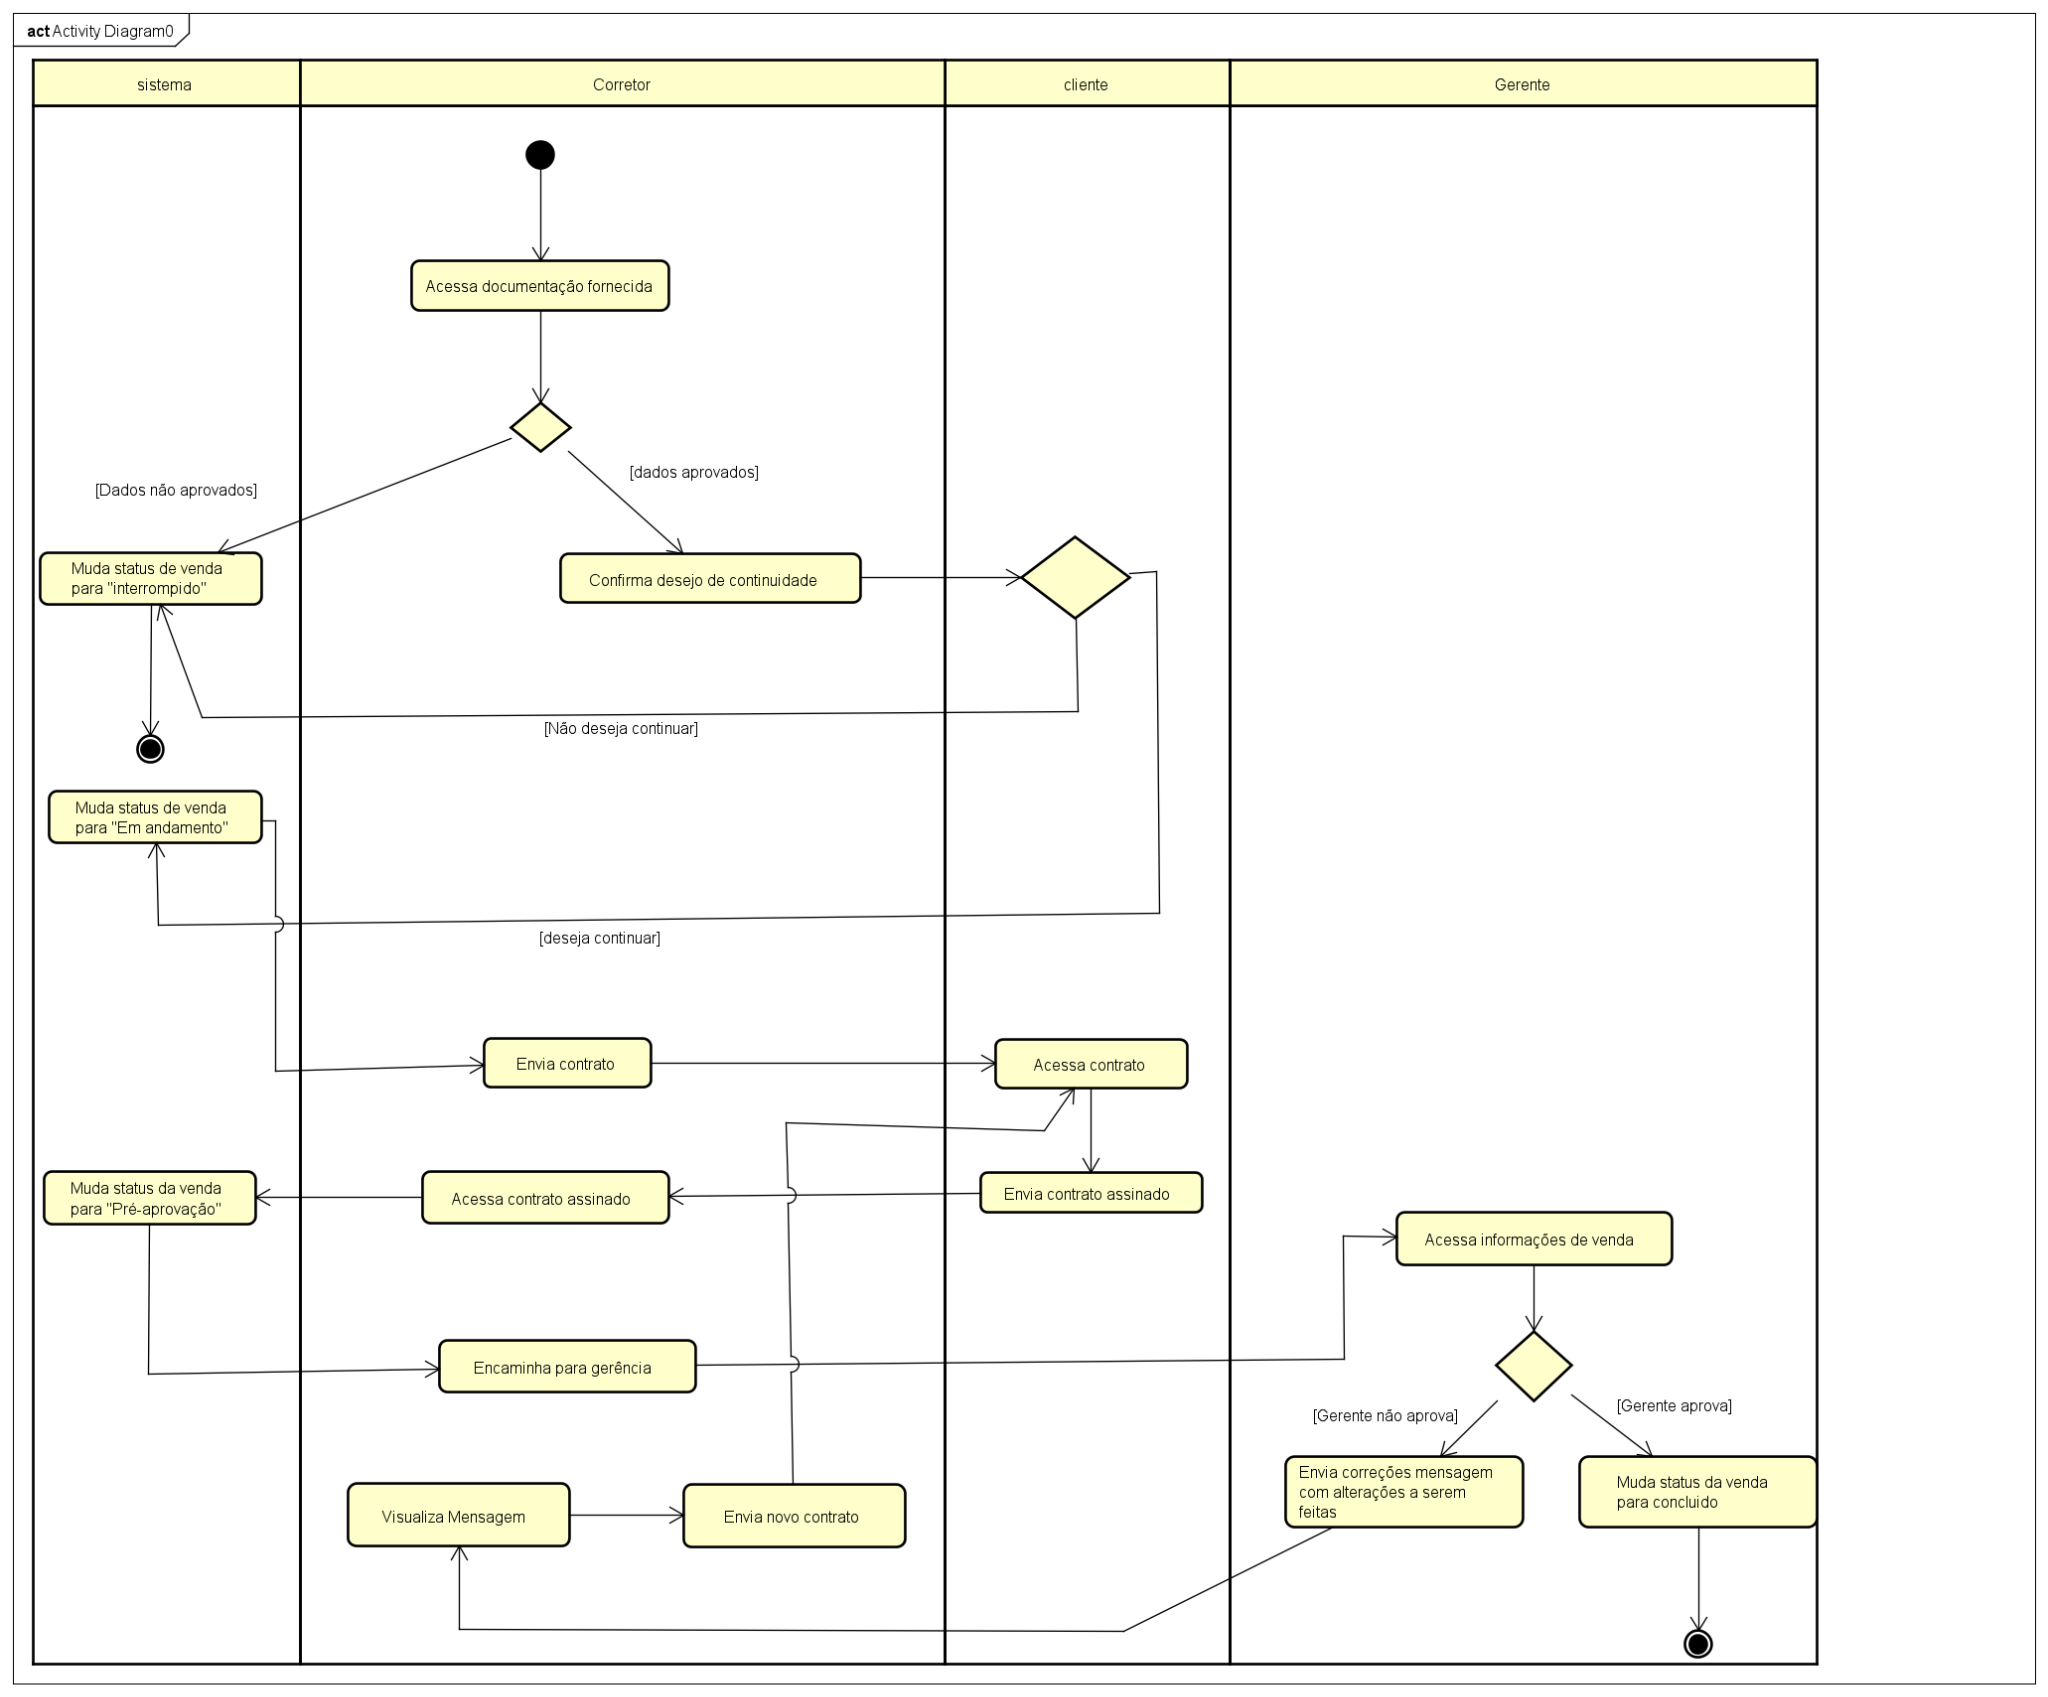 act Activity Diagram0
sistema
Corretor
cliente
Gerente
Acessa documentação fornecida
[Dados não aprovados]
[dados aprovados]
Muda status de venda
para "interrompido"
Confirma desejo de continuidade
[Não deseja continuar]
Muda status de venda
para "Em andamento"
[deseja continuar]
Envia contrato
Acessa contrato
Muda status da venda
para "Pré-aprovação"
Acessa contrato assinado
Envia contrato assinado
Acessa informações de venda
Encaminha para gerência
[Gerente não aprova]
[Gerente aprova]
Envia correções mensagem
com alterações a serem
feitas
Muda status da venda
para concluido
Visualiza Mensagem
Envia novo contrato